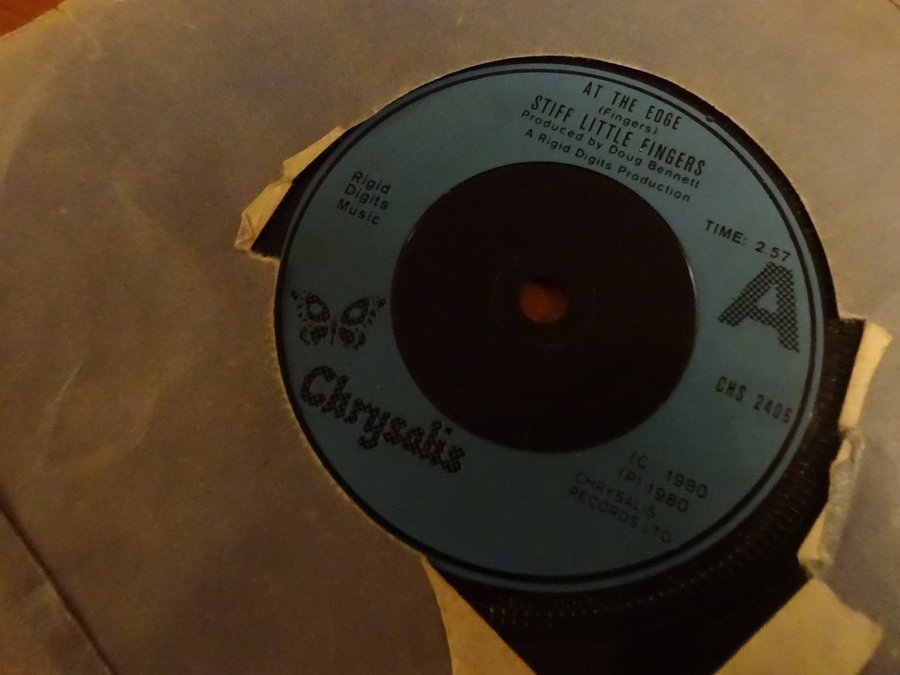 AT THE EDGE
(Fingers)
STIFF LITTLE FINGERS
Produced by Doug Bennett
A Rigid Digits Production
Rigid
Digits
Music
TIME: 2.57
A
CHS 2406
Chrysalis
(C 1980
(P) 1980
CHRYSALIS
RECORDS LTD